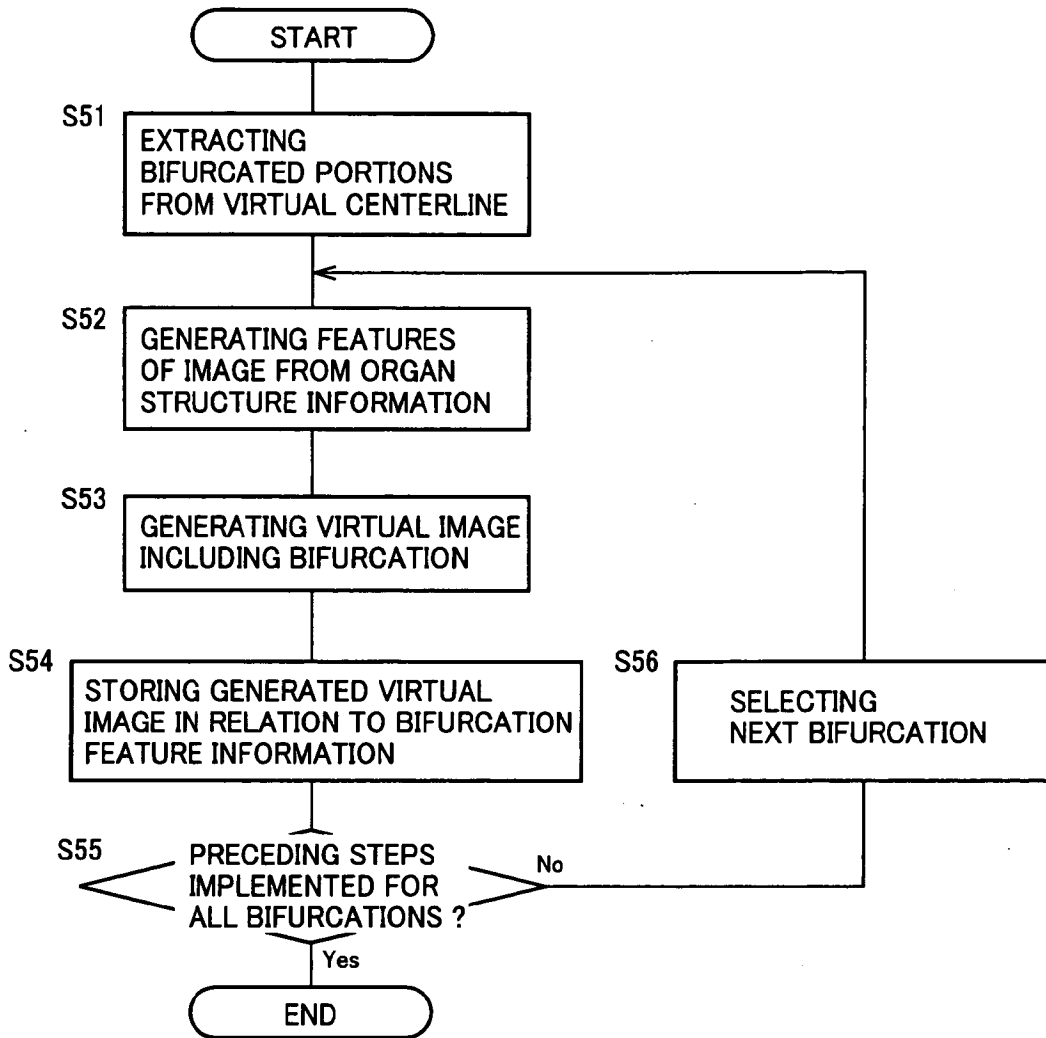 START
S51
EXTRACTING
BIFURCATED PORTIONS
FROM VIRTUAL CENTERLINE
S52
GENERATING FEATURES
OF IMAGE FROM ORGAN
STRUCTURE INFORMATION
S53
GENERATING VIRTUAL IMAGE
INCLUDING BIFURCATION
S54
STORING GENERATED VIRTUAL
IMAGE IN RELATION TO BIFURCATION
FEATURE INFORMATION
S56
SELECTING
NEXT BIFURCATION
S55
PRECEDING STEPS
IMPLEMENTED FOR
ALL BIFURCATIONS ?
No
Yes
END